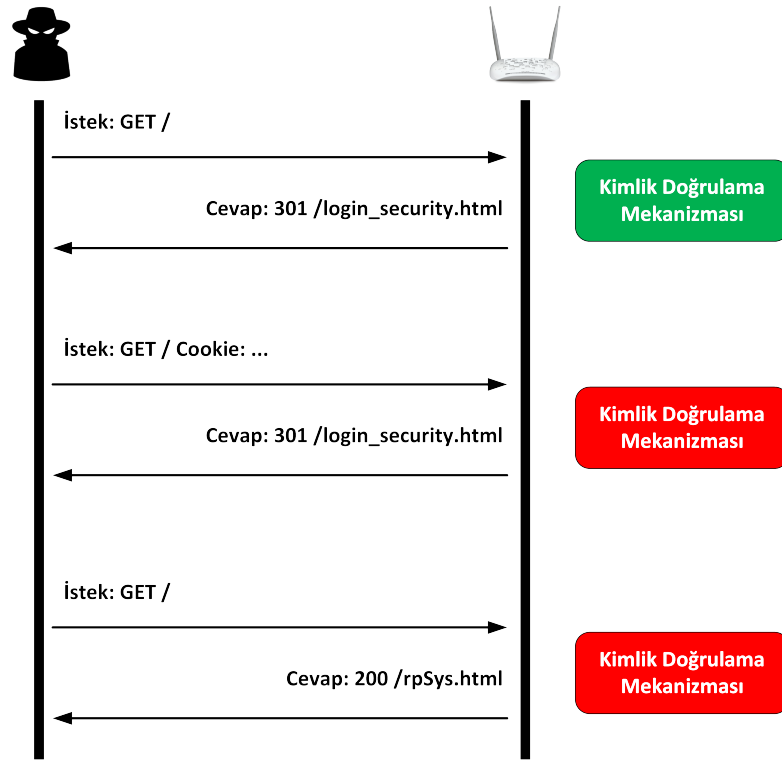 İstek: GET /
Kimlik Doğrulama
Mekanizması
Cevap: 301 /login_security.html
İstek: GET / Cookie: ...
Kimlik Doğrulama
Mekanizması
Cevap: 301 /login_security.html
İstek: GET /
Kimlik Doğrulama
Mekanizması
Cevap: 200 /rpSys.html